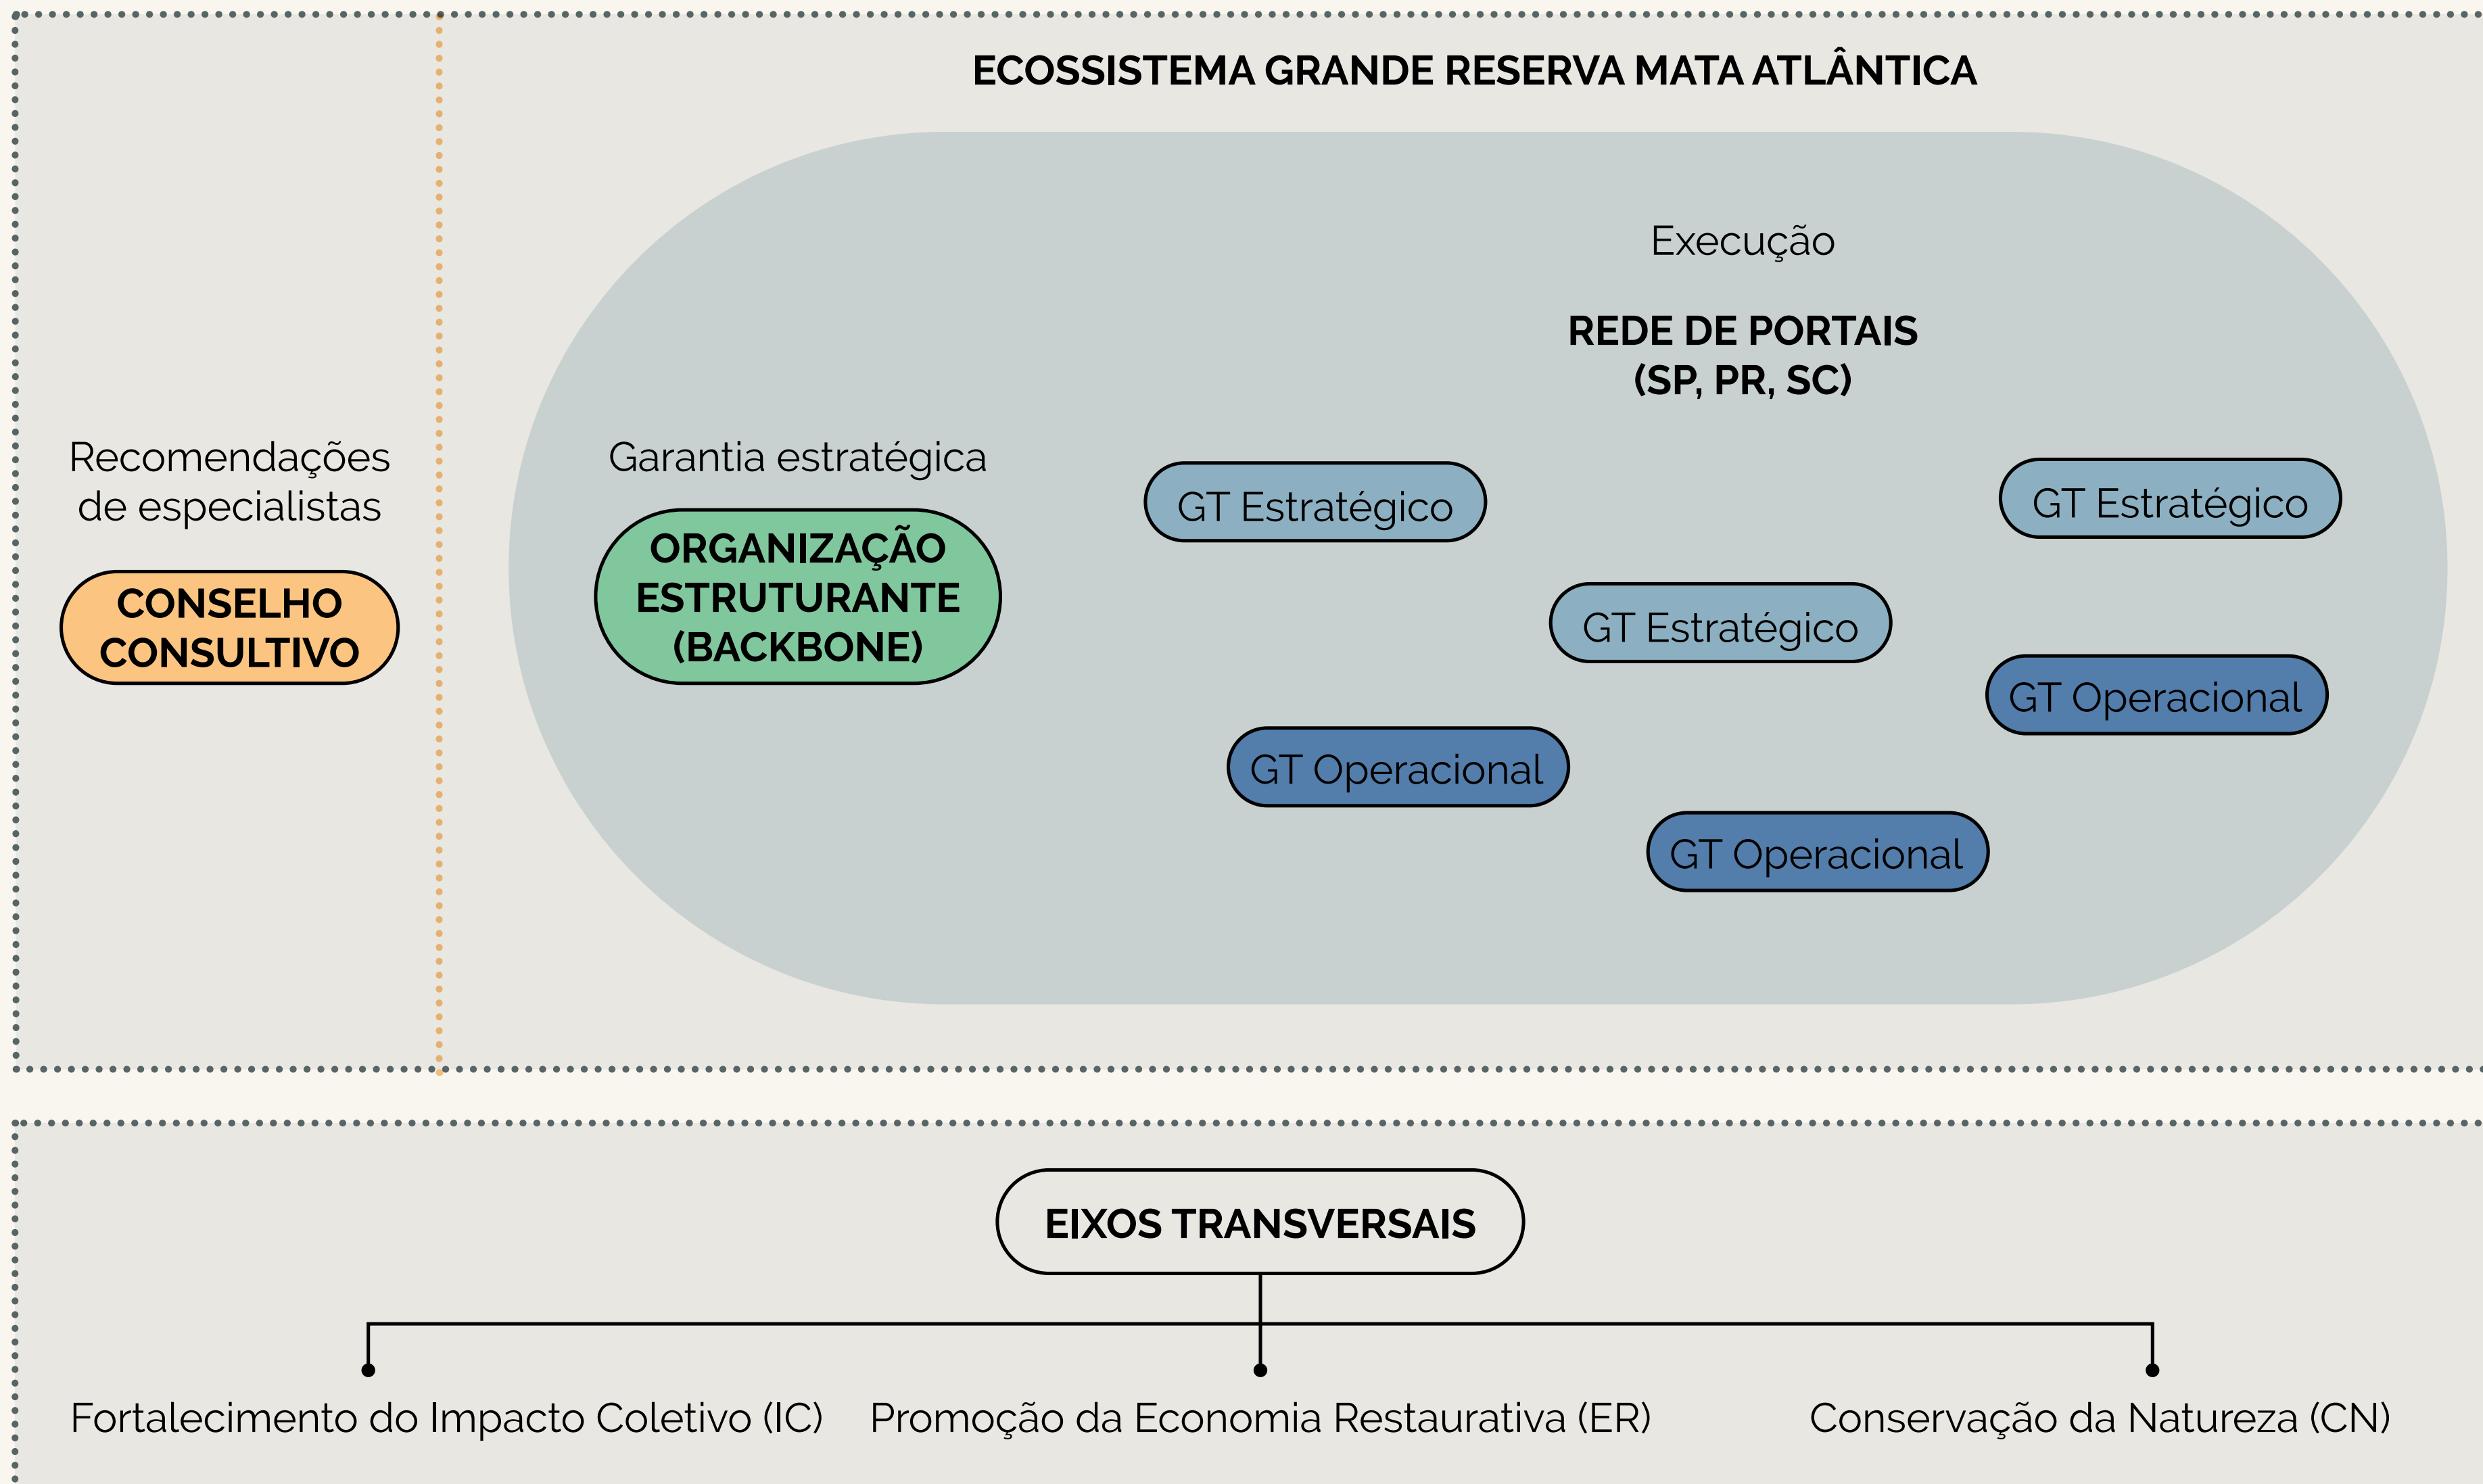 ECOSSISTEMA GRANDE RESERVA MATA ATLÂNTICA
Recomendações
de especialistas
CONSELHO
CONSULTIVO
Garantia estratégica
ORGANIZAÇÃO
ESTRUTURANTE
(BACKBONE)
Execução
REDE DE PORTAIS
(SP, PR, SC)
GT Estratégico
GT Estratégico
GT Estratégico
GT Operacional
GT Operacional
GT Operacional
EIXOS TRANSVERSAIS
Fortalecimento do Impacto Coletivo (IC)
Promoção da Economia Restaurativa (ER)
Conservação da Natureza (CN)